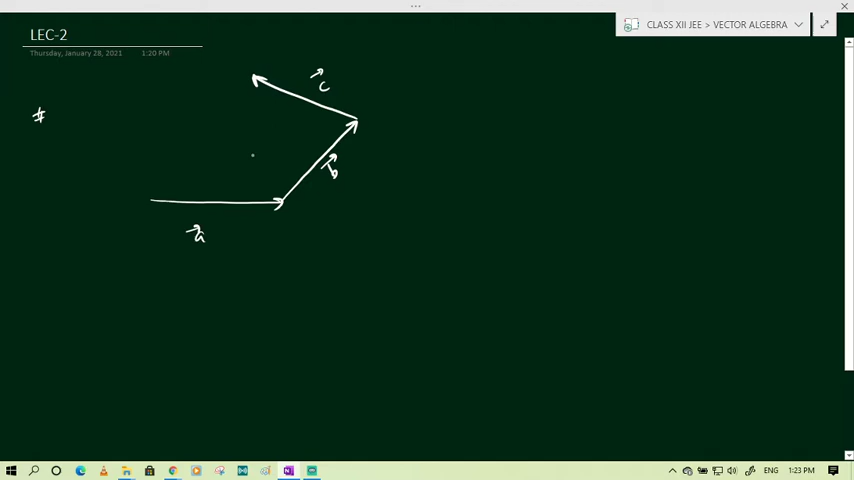 CLASS XII JEE > VECTOR ALGEBRA
LEC-2
Thursday, January 28, 2021 1:20 PM
#
c⃗
b⃗
a⃗
ENG 1:23 PM